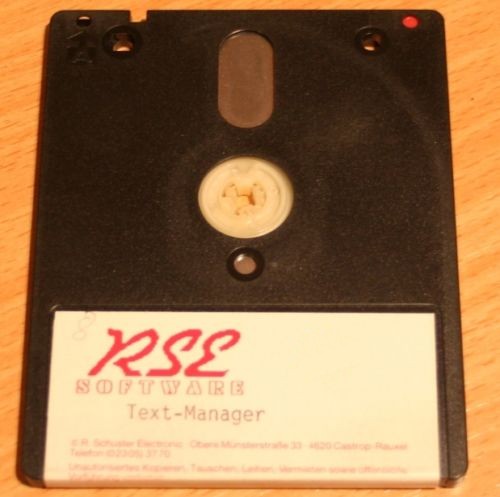 RSE
SOFTWARE
Text-Manager
© R. Schuster Electronic · Obere Münsterstraße 33 · 4620 Castrop-Rauxel
Telefon (02305) 3770
Unautorisiertes Kopieren, Tauschen, Leihen, Vermieten sowie öffentliche